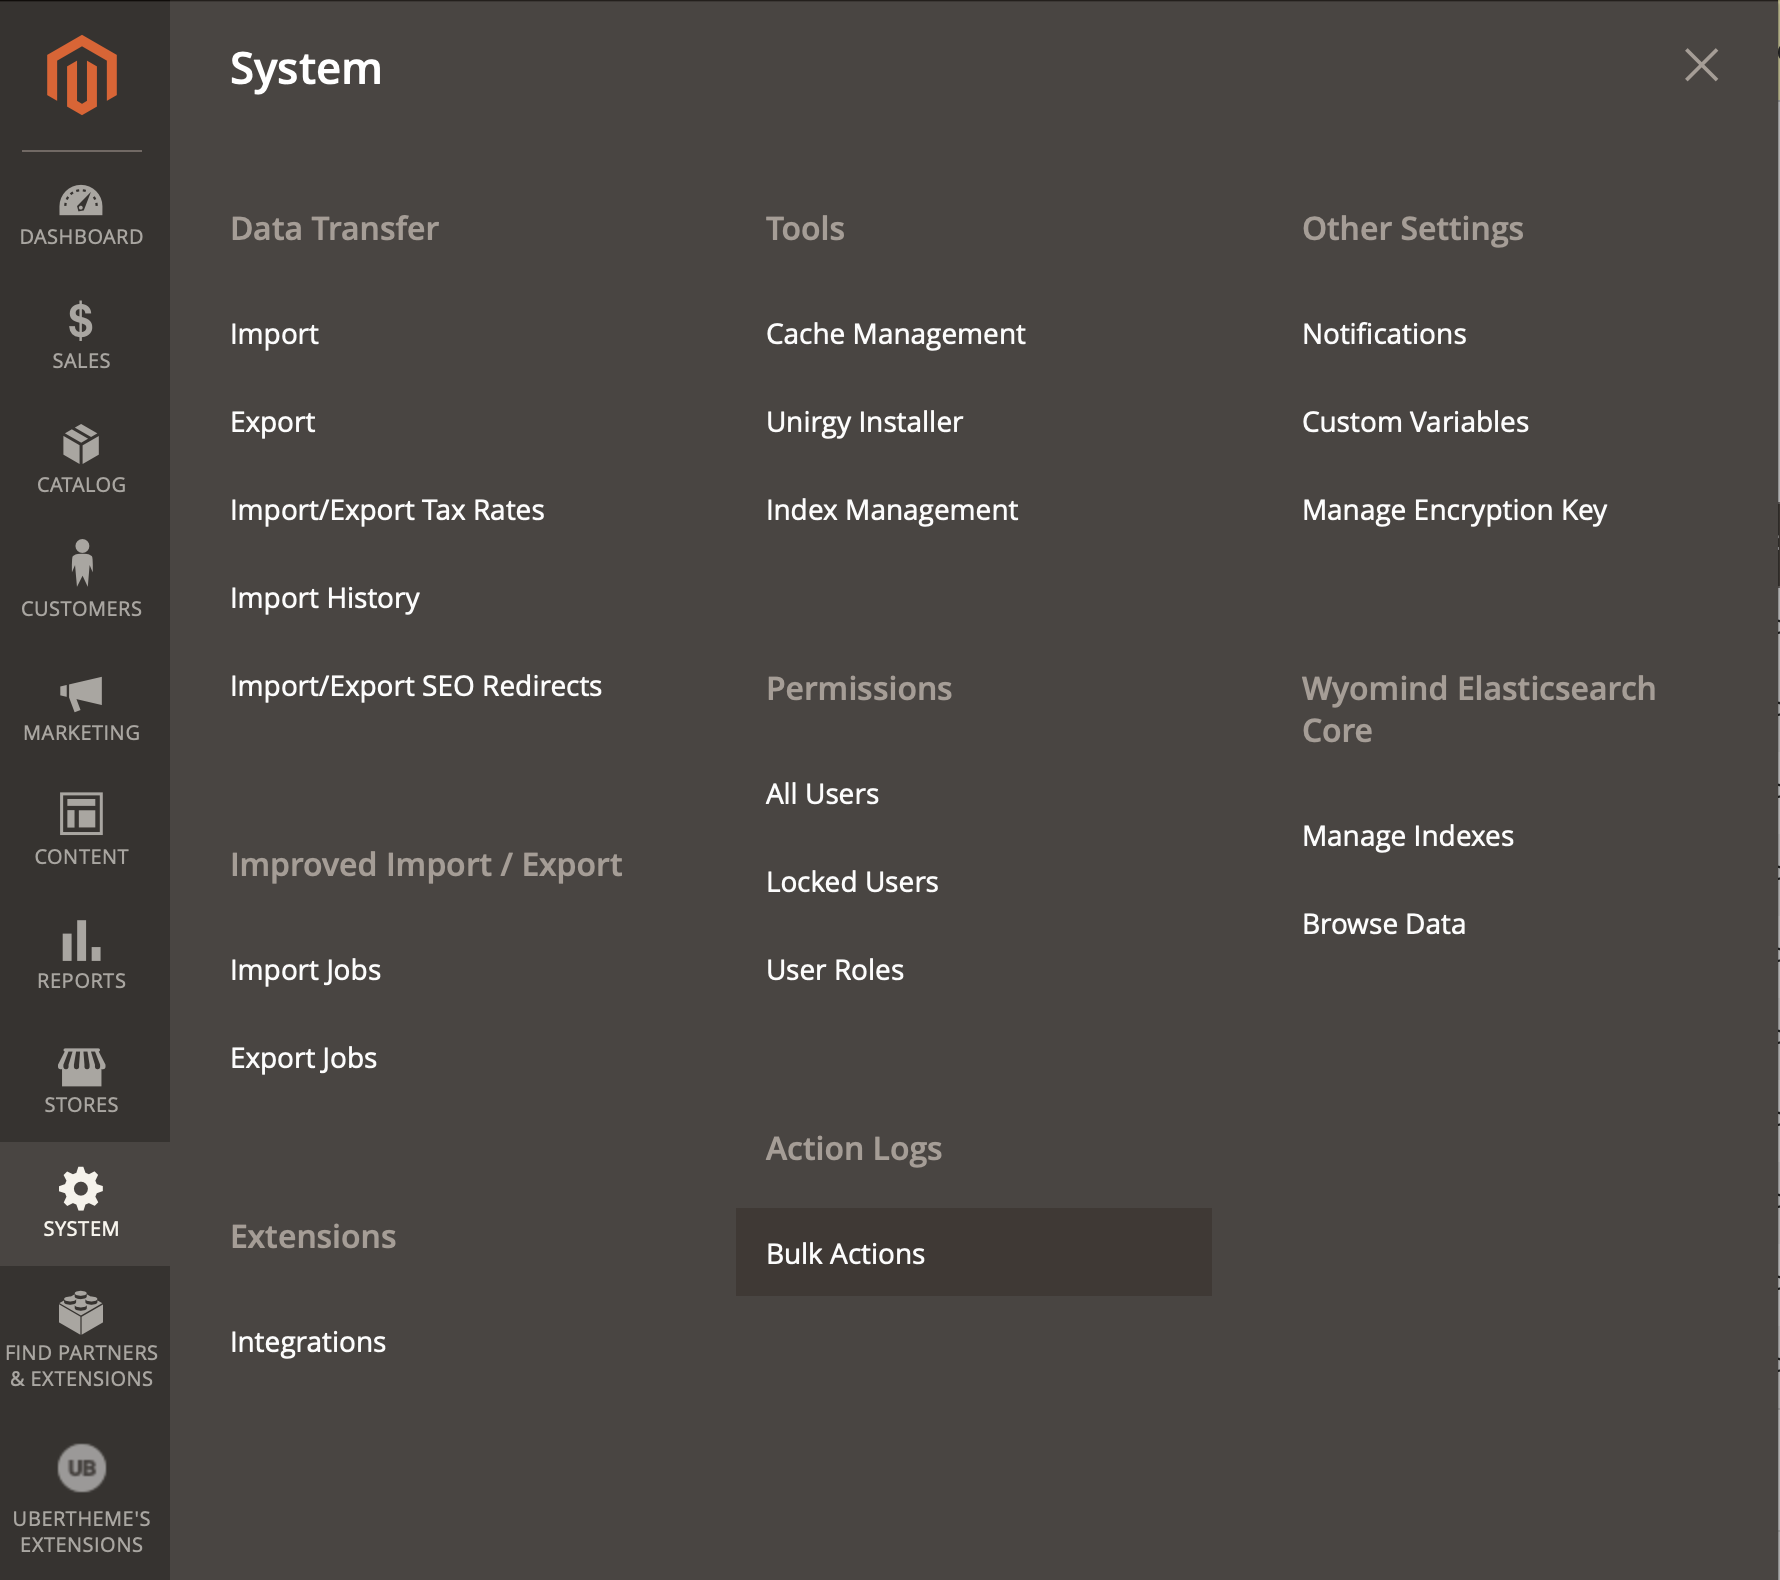 System
DASHBOARD
SALES
CATALOG
CUSTOMERS
MARKETING
CONTENT
REPORTS
STORES
SYSTEM
FIND PARTNERS
& EXTENSIONS
UB
UBERTHEME'S
EXTENSIONS
Data Transfer
Import
Export
Import/Export Tax Rates
Import History
Import/Export SEO Redirects
Improved Import / Export
Import Jobs
Export Jobs
Extensions
Integrations
Tools
Cache Management
Unirgy Installer
Index Management
Permissions
All Users
Locked Users
User Roles
Action Logs
Bulk Actions
Other Settings
Notifications
Custom Variables
Manage Encryption Key
Wyomind Elasticsearch
Core
Manage Indexes
Browse Data